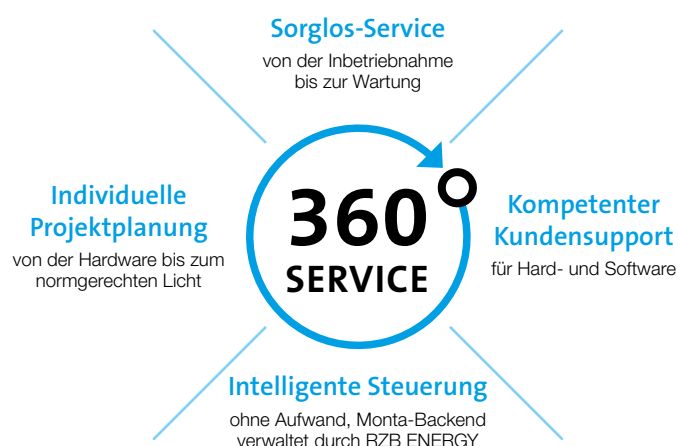 Sorglos-Service
von der Inbetriebnahme
bis zur Wartung
Individuelle
Projektplanung
von der Hardware bis zum
normgerechten Licht
360°
SERVICE
Kompetenter
Kundensupport
für Hard- und Software
Intelligente Steuerung
ohne Aufwand, Monta-Backend
verwaltet durch RZB ENERGY